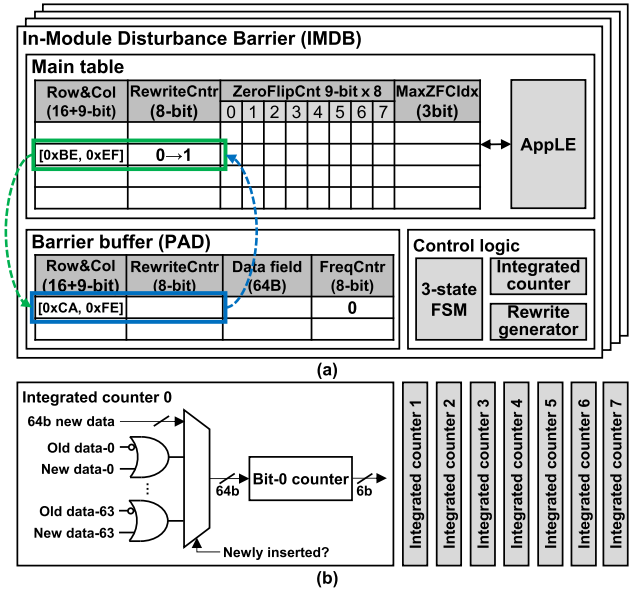 In-Module Disturbance Barrier (IMDB)
Main table
Row&Col (16+9-bit)
RewriteCntr (8-bit)
ZeroFlipCnt 9-bit x 8
0 1 2 3 4 5 6 7
MaxZFCIdx (3bit)
[0xBE, 0xEF]
0→1
AppLE
Barrier buffer (PAD)
Row&Col (16+9-bit)
RewriteCntr (8-bit)
Data field (64B)
FreqCntr (8-bit)
[0xCA, 0xFE]
0
Control logic
3-state FSM
Integrated counter
Rewrite generator
(a)
Integrated counter 0
64b new data
Old data-0
New data-0
...
Old data-63
New data-63
64b
Bit-0 counter
6b
Newly inserted?
Integrated counter 1
Integrated counter 2
Integrated counter 3
Integrated counter 4
Integrated counter 5
Integrated counter 6
Integrated counter 7
(b)